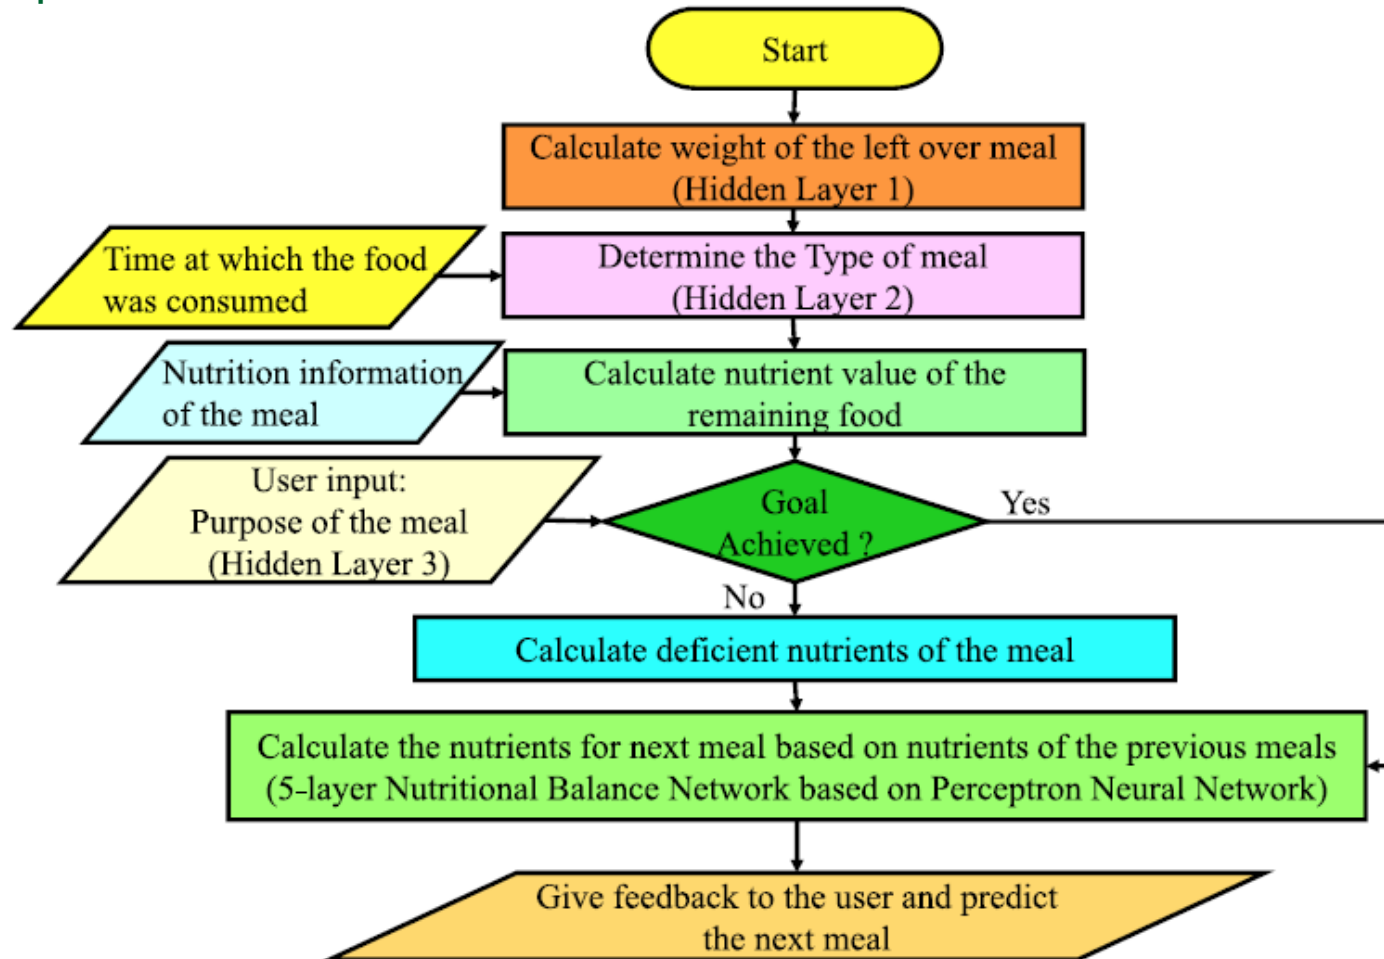 Start
Calculate weight of the left over meal
(Hidden Layer 1)
Time at which the food
was consumed
Determine the Type of meal
(Hidden Layer 2)
Nutrition information
of the meal
Calculate nutrient value of the
remaining food
User input:
Purpose of the meal
(Hidden Layer 3)
Goal
Achieved ?
Yes
No
Calculate deficient nutrients of the meal
Calculate the nutrients for next meal based on nutrients of the previous meals
(5-layer Nutritional Balance Network based on Perceptron Neural Network)
Give feedback to the user and predict
the next meal